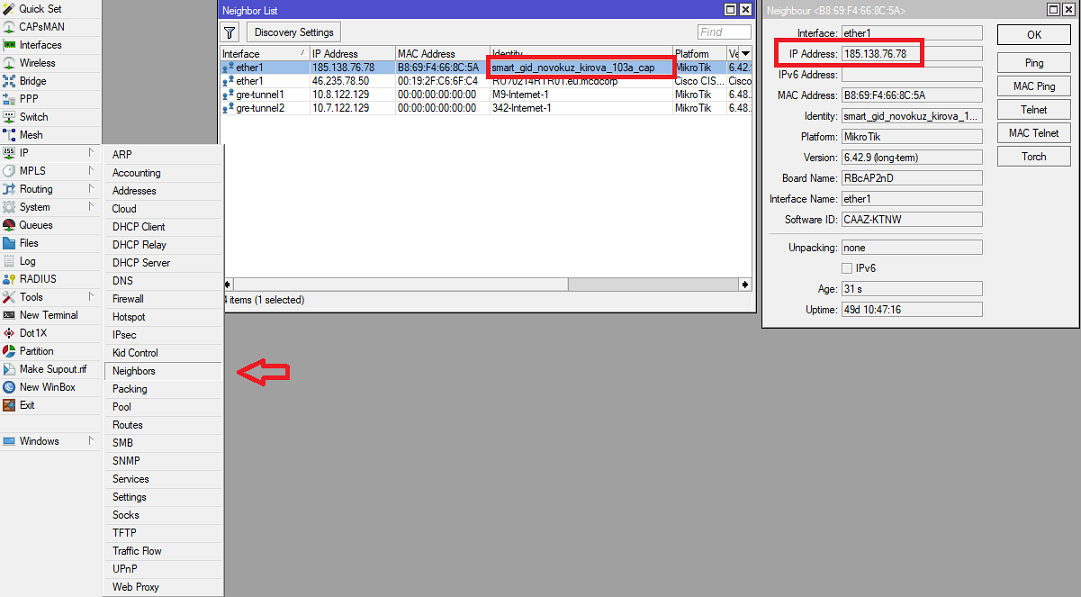 Quick Set
CAPsMAN
Interfaces
Wireless
Bridge
PPP
Switch
Mesh
IP
MPLS
Routing
System
Queues
Files
Log
RADIUS
Tools
New Terminal
Dot1X
Partition
Make Supout.rif
New WinBox
Exit
Windows
ARP
Accounting
Addresses
Cloud
DHCP Client
DHCP Relay
DHCP Server
DNS
Firewall
Hotspot
IPsec
Kid Control
Neighbors
Packing
Pool
Routes
SMB
SNMP
Services
Settings
Socks
TFTP
Traffic Flow
UPnP
Web Proxy
Neighbor List
Discovery Settings Find
Interface / IP Address MAC Address Identity Platform Ve
ether1 185.138.76.78 B8:69:F4:66:8C:5A smart_gid_novokuz_kirova_103a_cap MikroTik 6.42.
ether1 46.235.78.50 00:19:2F:C6:6F:C4 Cisco CIS... Cisco
gre-tunnel1 10.8.122.129 00:00:00:00:00:00 M9-Internet-1 MikroTik 6.48.
gre-tunnel2 10.7.122.129 00:00:00:00:00:00 342-Internet-1 MikroTik 6.48.
4 items (1 selected)
Neighbour <B8:69:F4:66:8C:5A>
Interface: ether1
IP Address: 185.138.76.78
IPv6 Address:
MAC Address: B8:69:F4:66:8C:5A
Identity: smart_gid_novokuz_kirova_1...
Platform: MikroTik
Version: 6.42.9 (long-term)
Board Name: RBcAP2nD
Interface Name: ether1
Software ID: CAAZ-KTNW
Unpacking: none
IPv6
Age: 31 s
Uptime: 49d 10:47:16
OK
Ping
MAC Ping
Telnet
MAC Telnet
Torch